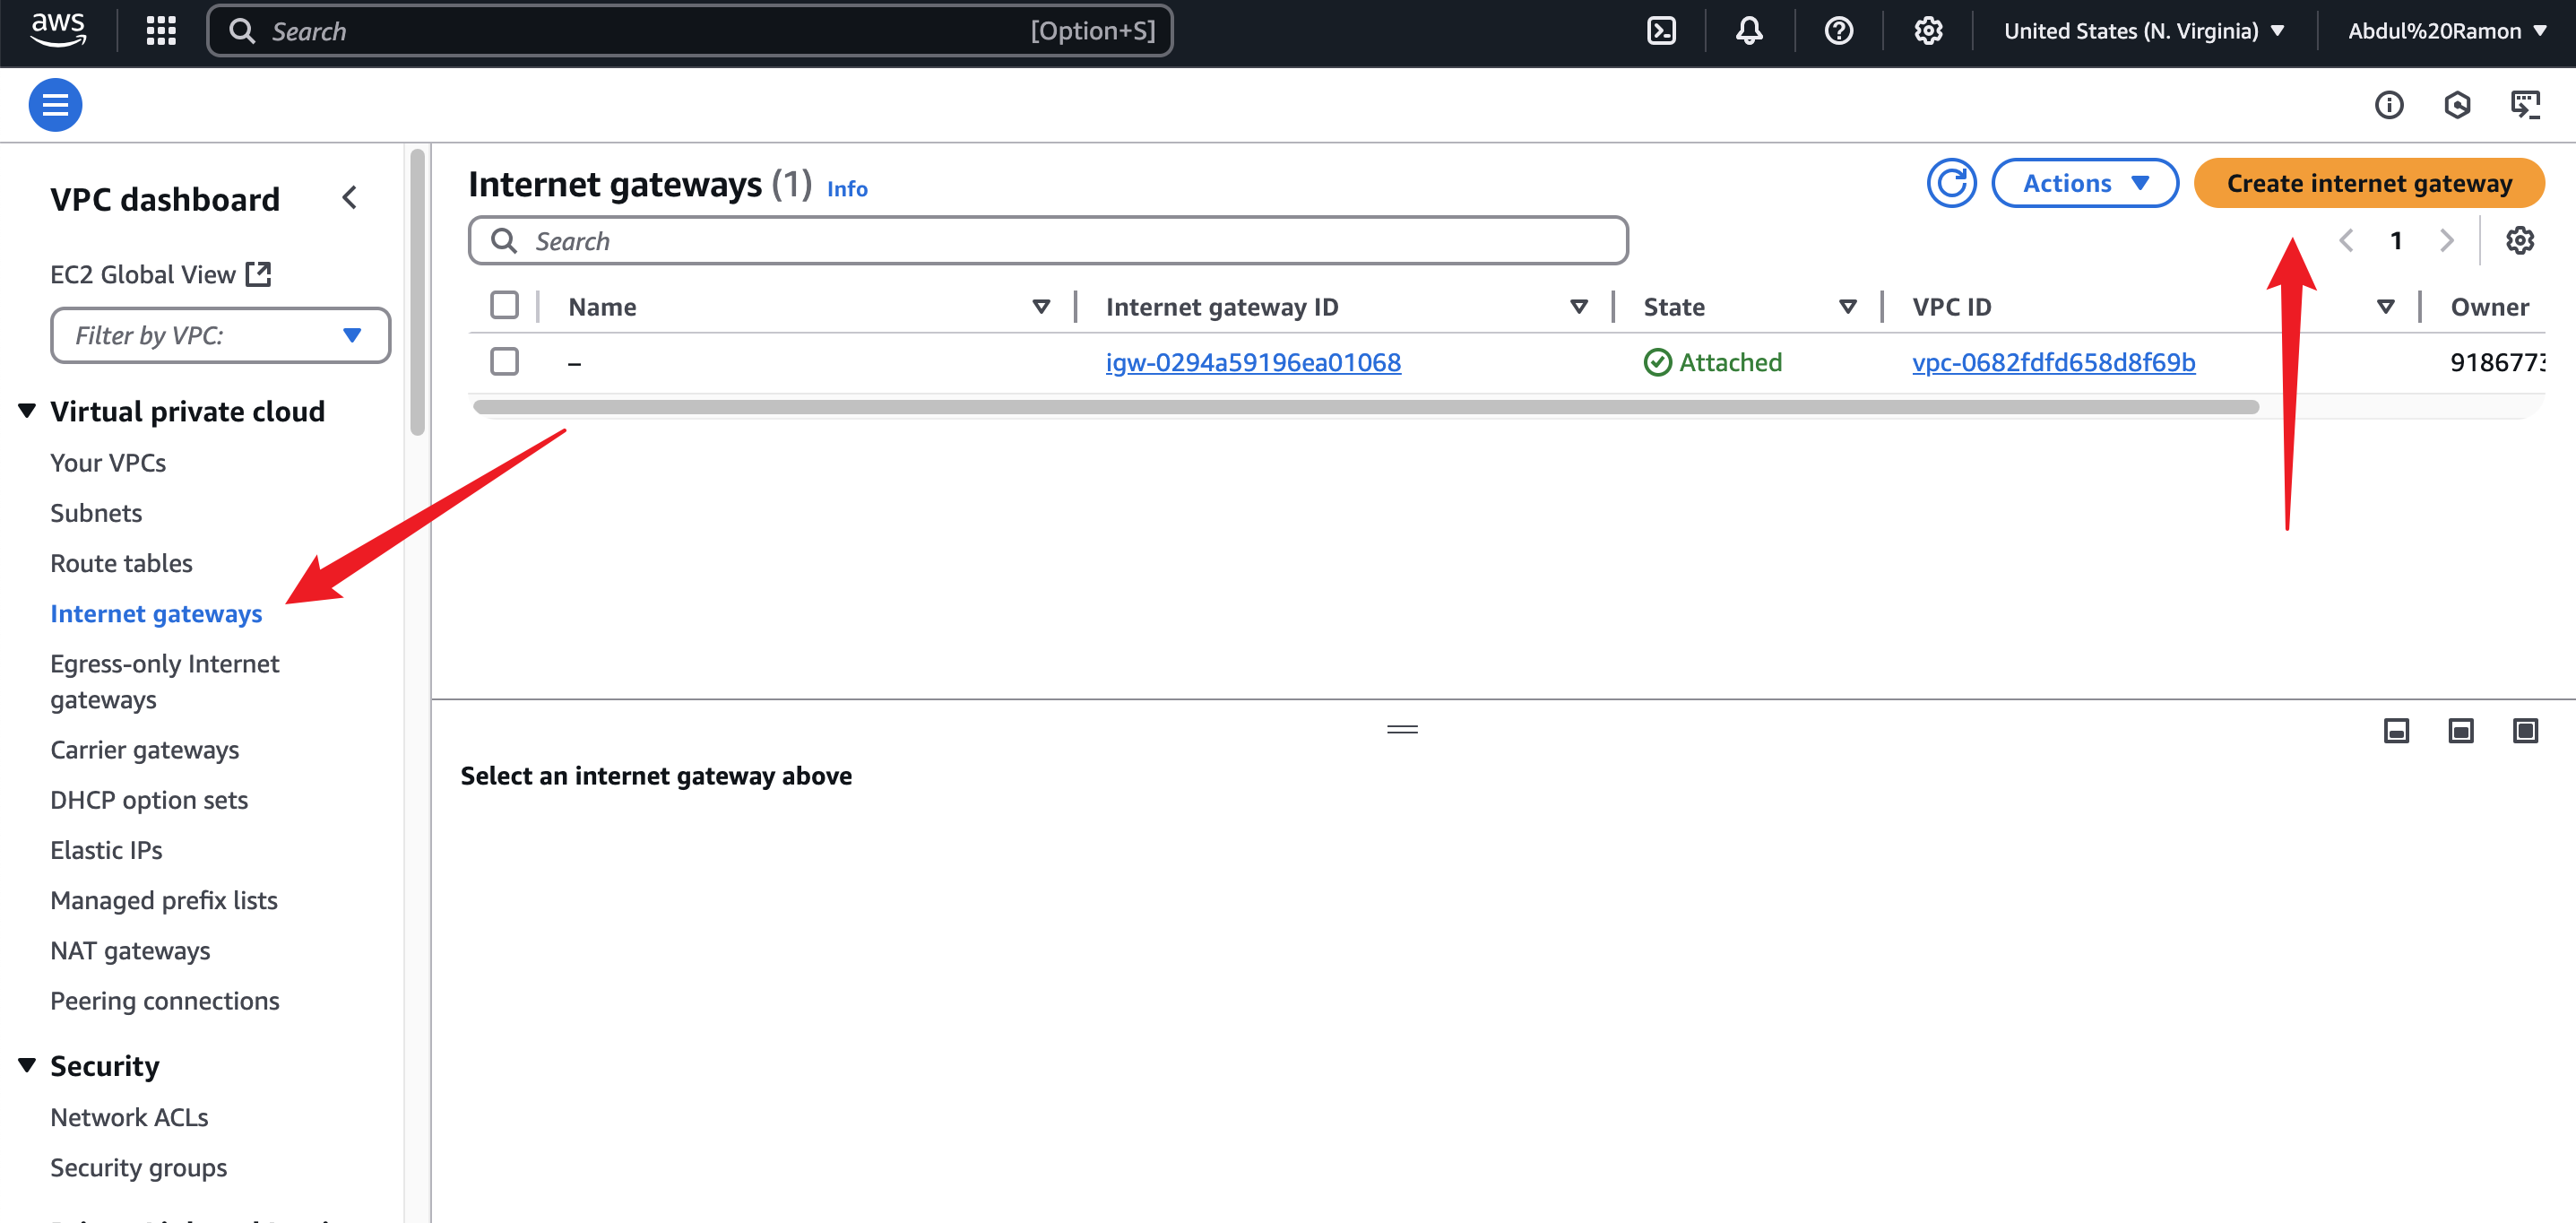 aws
Search [Option+S]
United States (N. Virginia)
Abdul%20Ramon
VPC dashboard
EC2 Global View
Filter by VPC:
Virtual private cloud
Your VPCs
Subnets
Route tables
Internet gateways
Egress-only Internet
gateways
Carrier gateways
DHCP option sets
Elastic IPs
Managed prefix lists
NAT gateways
Peering connections
Security
Network ACLs
Security groups
Internet gateways (1) Info
Actions
Create internet gateway
Search
1
Name Internet gateway ID State VPC ID Owner
– igw-0294a59196ea01068 Attached vpc-0682fdfd658d8f69b 918677
Select an internet gateway above